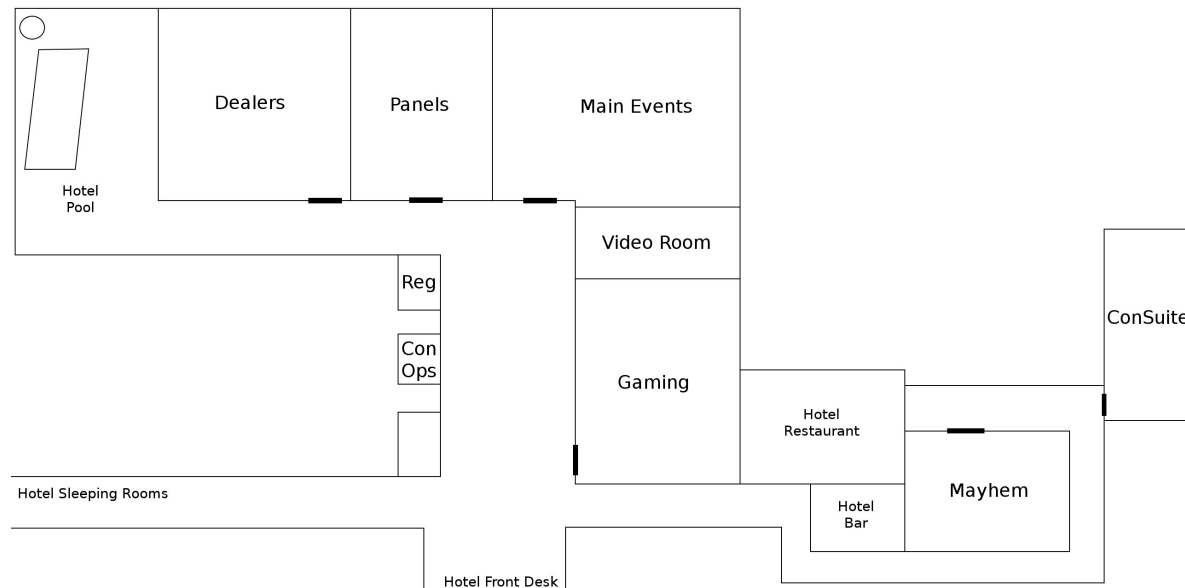 Dealers
Panels
Main Events
Hotel
Pool
Video Room
Reg
ConSuite
Con
Ops
Gaming
Hotel
Restaurant
Mayhem
Hotel Sleeping Rooms
Hotel
Bar
Hotel Front Desk